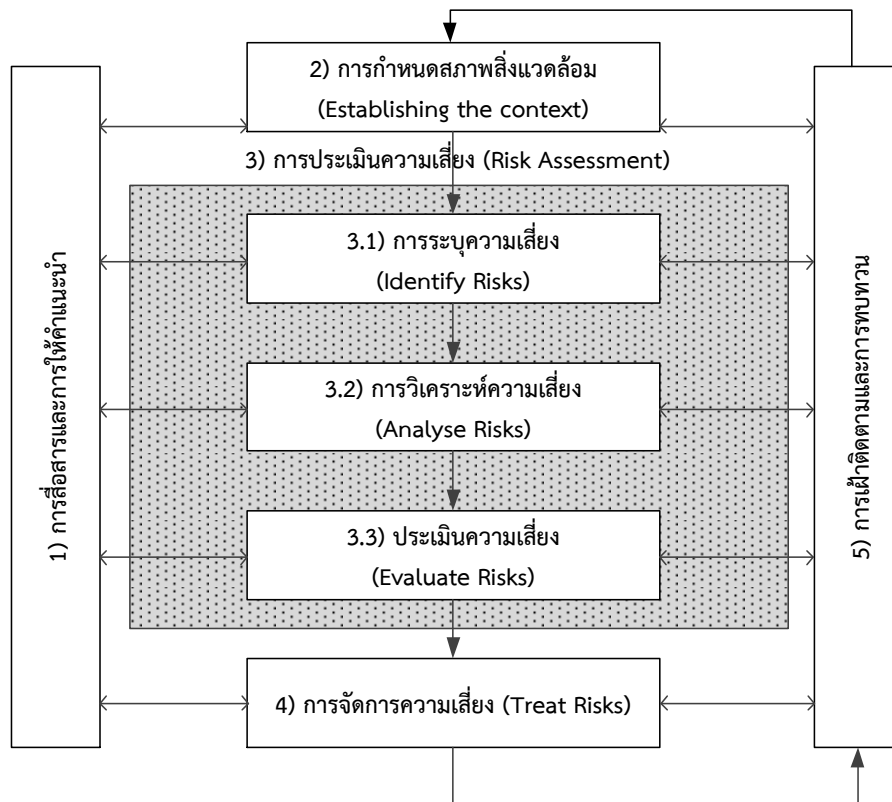 1) การสื่อสารและการให้คำแนะนำ
2) การกำหนดสภาพสิ่งแวดล้อม
(Establishing the context)
3) การประเมินความเสี่ยง (Risk Assessment)
3.1) การระบุความเสี่ยง
(Identify Risks)
3.2) การวิเคราะห์ความเสี่ยง
(Analyse Risks)
3.3) ประเมินความเสี่ยง
(Evaluate Risks)
4) การจัดการความเสี่ยง (Treat Risks)
5) การเฝ้าติดตามและการทบทวน